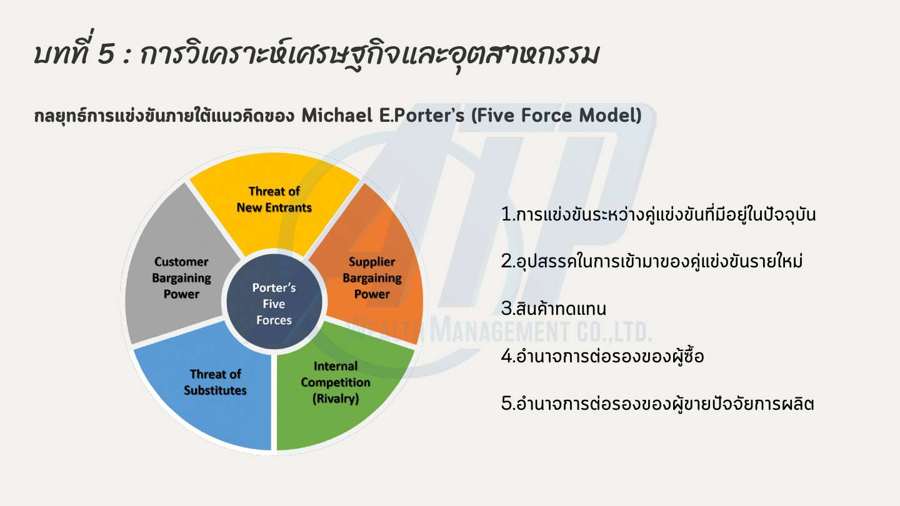 บทที่ 5 : การวิเคราะห์เศรษฐกิจและอุตสาหกรรม
กลยุทธ์การแข่งขันภายใต้แนวคิดของ Michael E.Porter's (Five Force Model)
Threat of
New Entrants
Customer
Bargaining
Power
Supplier
Bargaining
Power
Porter's
Five
Forces
Threat of
Substitutes
Internal
Competition
(Rivalry)
1.การแข่งขันระหว่างคู่แข่งขันที่มีอยู่ในปัจจุบัน
2.อุปสรรคในการเข้ามาของคู่แข่งขันรายใหม่
3.สินค้าทดแทน
4.อำนาจการต่อรองของผู้ซื้อ
5.อำนาจการต่อรองของผู้ขายปัจจัยการผลิต
ATP
MANAGEMENT CO.,LTD.